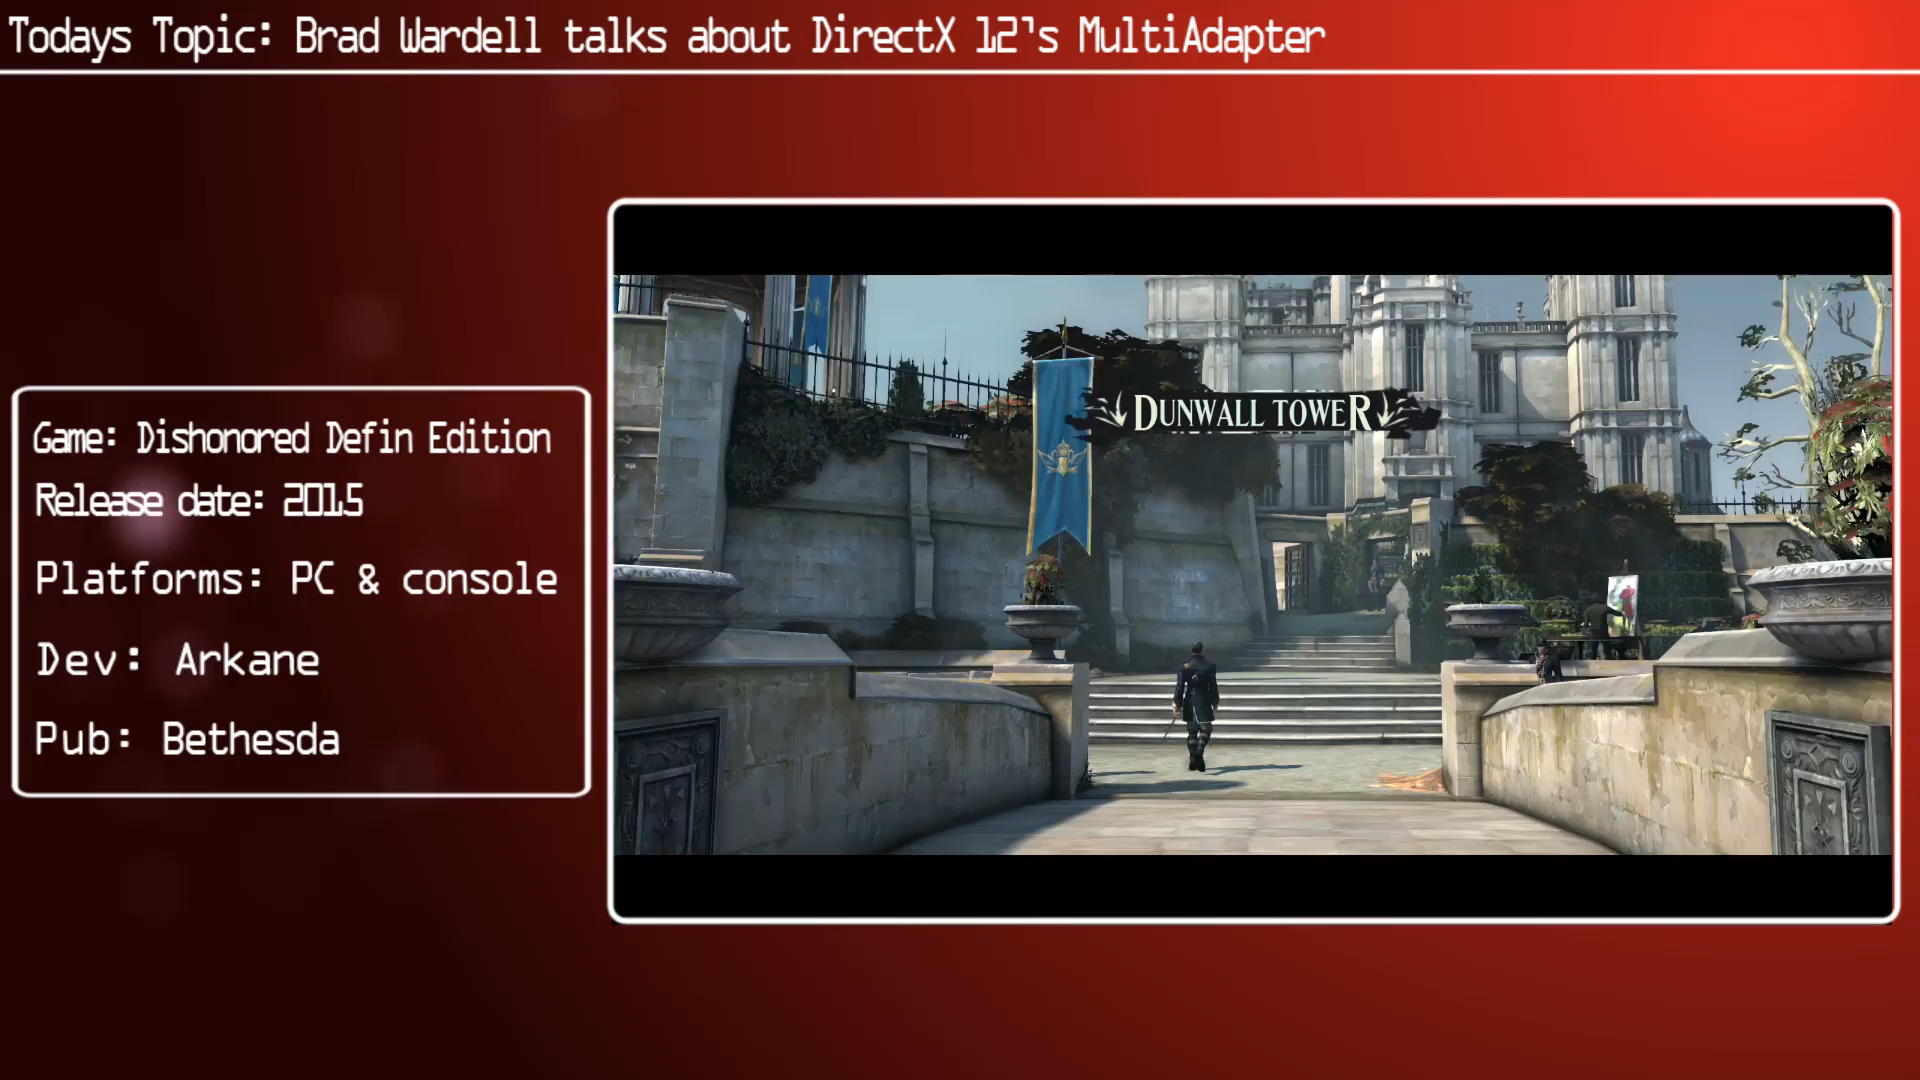 Todays Topic: Brad Wardell talks about DirectX 12's MultiAdapter
Game: Dishonored Defin Edition
Release date: 2015
Platforms: PC & console
Dev: Arkane
Pub: Bethesda
DUNWALL TOWER